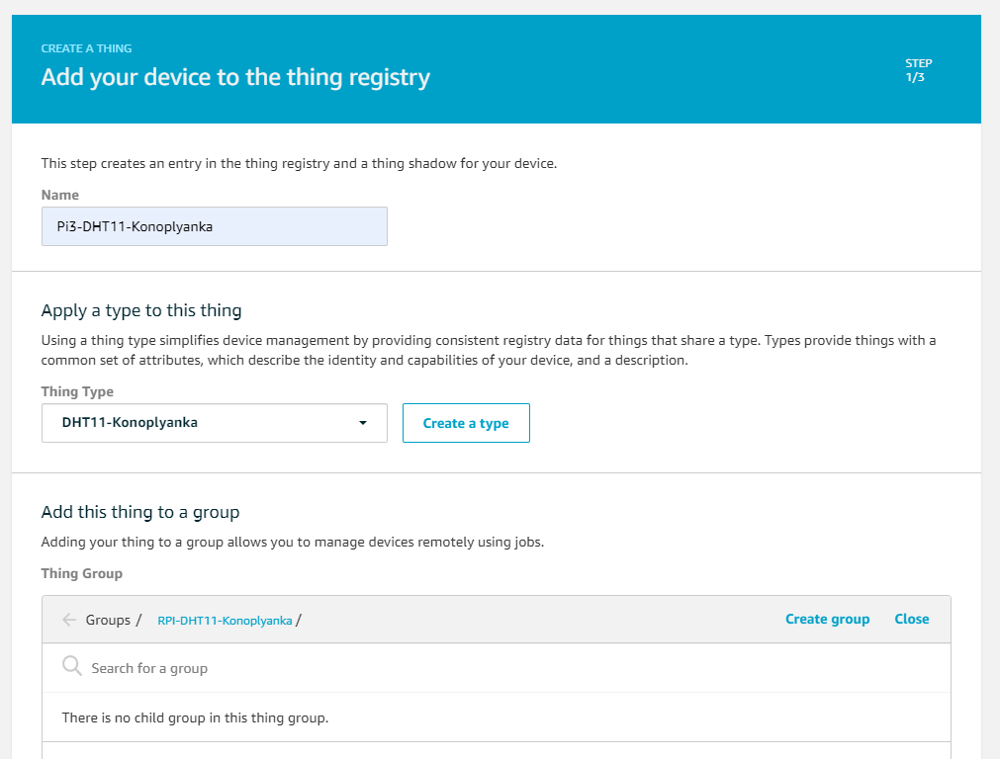 CREATE A THING
Add your device to the thing registry
STEP
1/3
This step creates an entry in the thing registry and a thing shadow for your device.
Name
Pi3-DHT11-Konoplyanka
Apply a type to this thing
Using a thing type simplifies device management by providing consistent registry data for things that share a type. Types provide things with a
common set of attributes, which describe the identity and capabilities of your device, and a description.
Thing Type
DHT11-Konoplyanka
Create a type
Add this thing to a group
Adding your thing to a group allows you to manage devices remotely using jobs.
Thing Group
Groups / RPI-DHT11-Konoplyanka /
Create group
Close
Search for a group
There is no child group in this thing group.